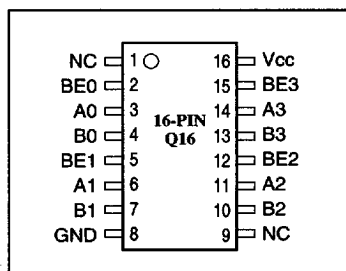 NC 1 16 Vcc
BE0 2 15 BE3
A0 3 14 A3
16-PIN
B0 4 13 B3
Q16
BE1 5 12 BE2
A1 6 11 A2
B1 7 10 B2
GND 8 9 NC